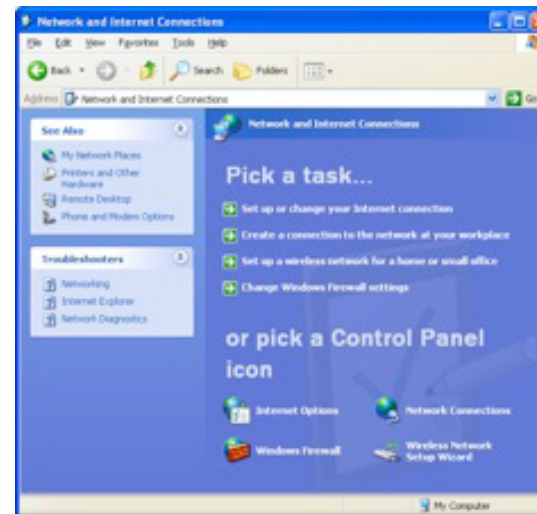 Network and Internet Connections
File Edit View Favorites Tools Help
Back Search Folders
Address Network and Internet Connections Go
See Also
My Network Places
Printers and Other
Hardware
Remote Desktop
Phone and Modem Options
Troubleshooters
Networking
Internet Explorer
Network Diagnostics
Network and Internet Connections
Pick a task...
Set up or change your Internet connection
Create a connection to the network at your workplace
Set up a wireless network for a home or small office
Change Windows Firewall settings
or pick a Control Panel
icon
Internet Options
Network Connections
Windows Firewall
Wireless Network
Setup Wizard
My Computer